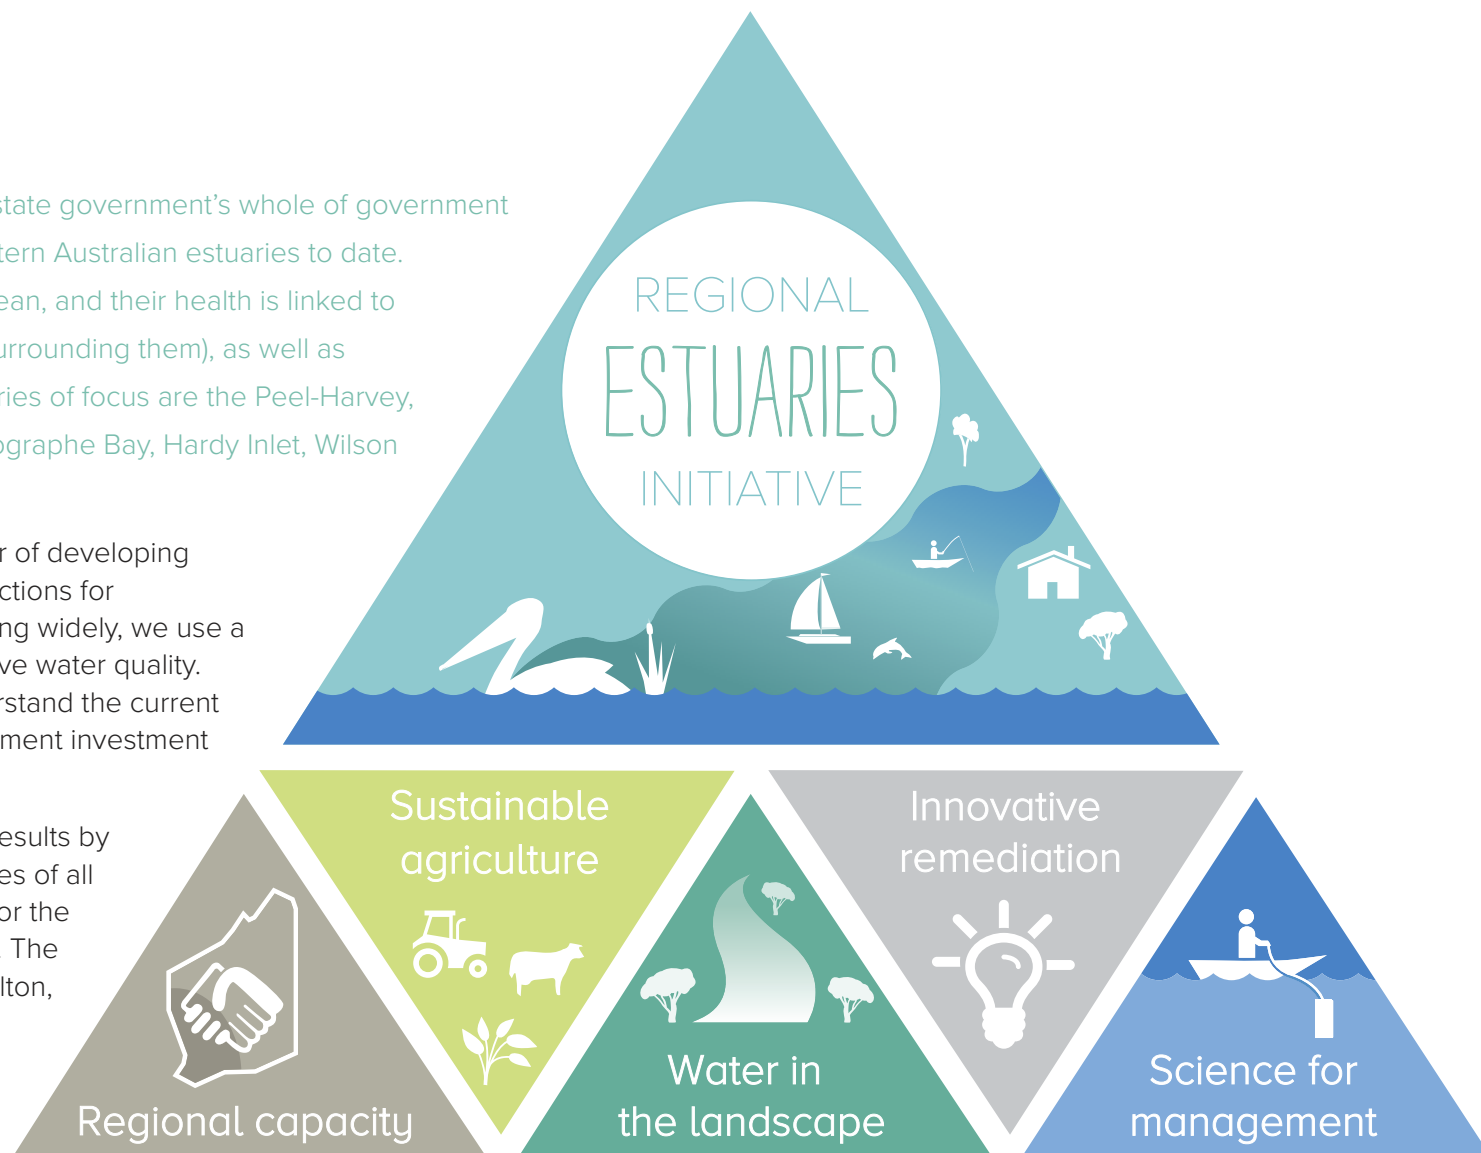 state government's whole of government
tern Australian estuaries to date.
ean, and their health is linked to
urrounding them), as well as
ries of focus are the Peel-Harvey,
ographe Bay, Hardy Inlet, Wilson
r of developing
ctions for
ng widely, we use a
ve water quality.
rstand the current
ment investment
esults by
es of all
or the
. The
lton,
REGIONAL
ESTUARIES
INITIATIVE
Sustainable
agriculture
Innovative
remediation
Regional capacity
Water in
the landscape
Science for
management